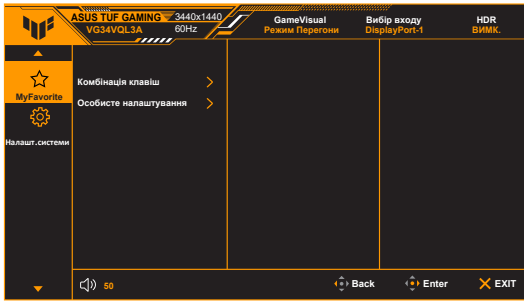 ASUS TUF GAMING 3440x1440
VG34VQL3A 60Hz
GameVisual
Режим Перегони
Вибір входу
DisplayPort-1
HDR
ВИМК.
MyFavorite
Налашт.системи
Комбінація клавіш
Особисте налаштування
50
Back
Enter
EXIT